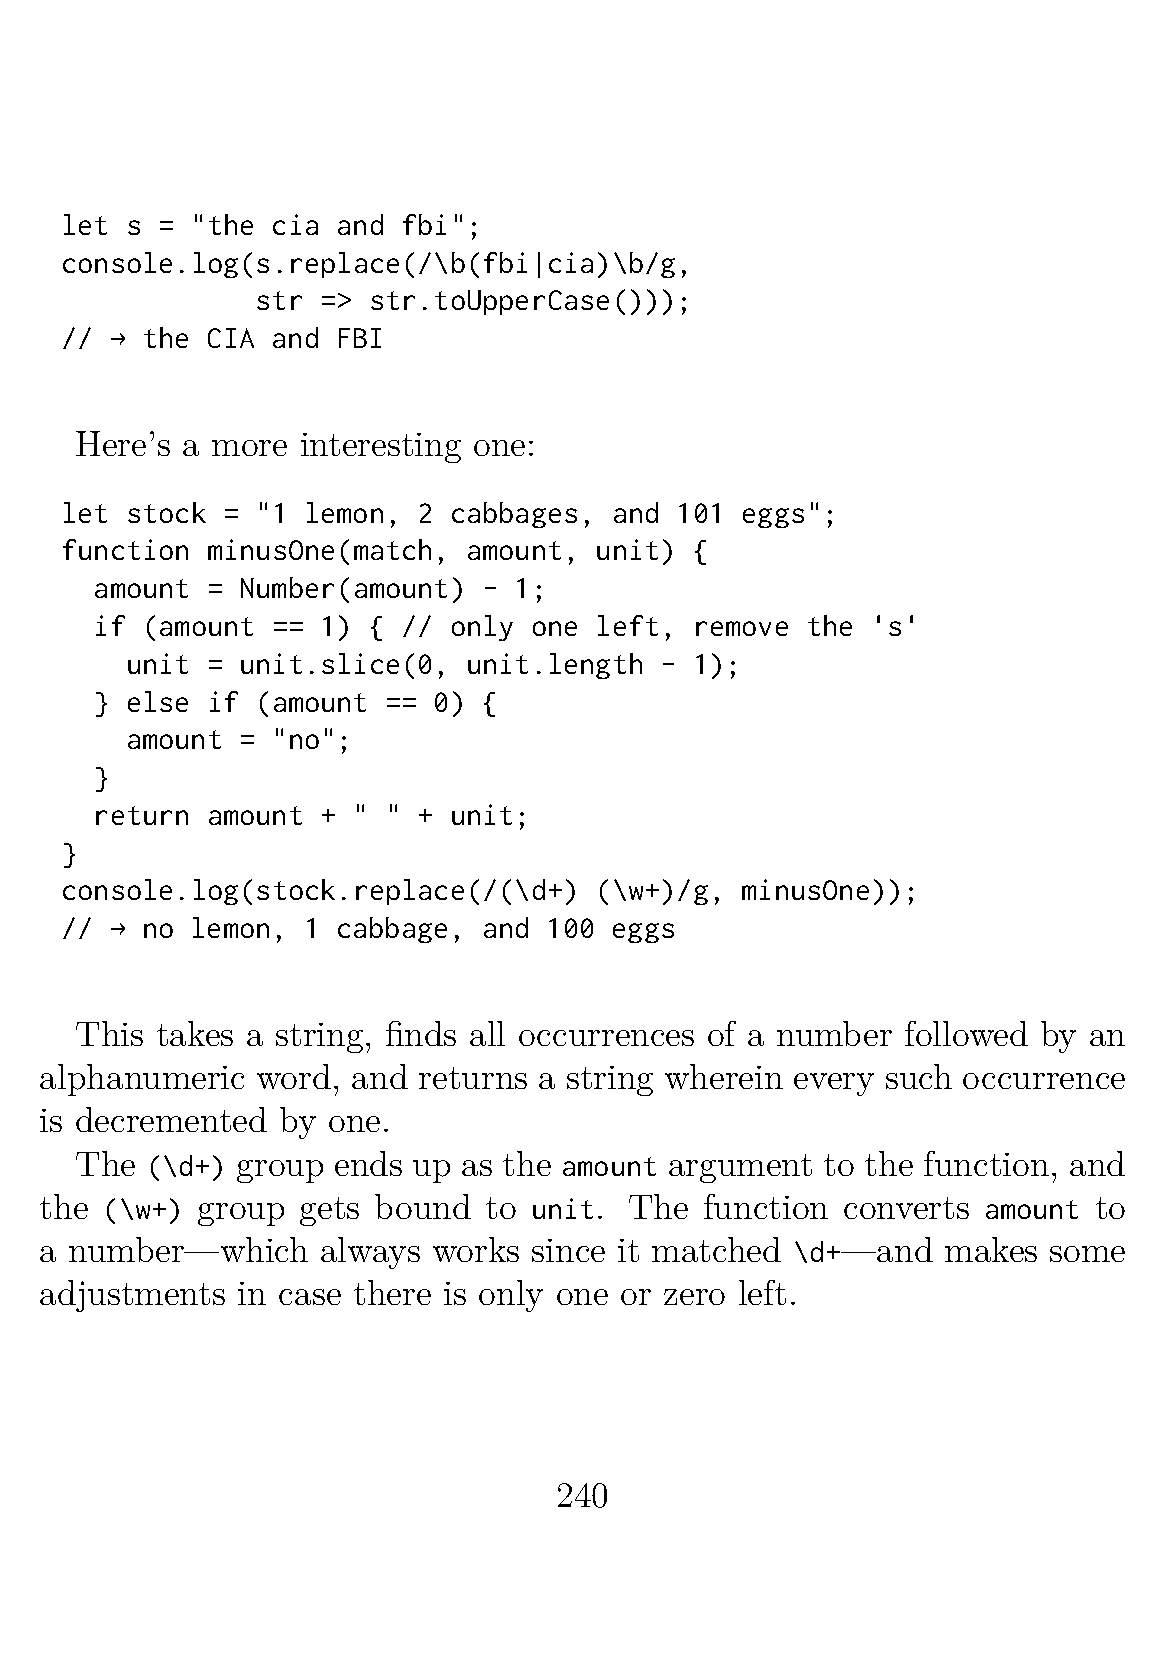 let s = "the cia and fbi";
console.log(s.replace(/\b(fbi|cia)\b/g,
            str => str.toUpperCase()));
// → the CIA and FBI
Here's a more interesting one:
let stock = "1 lemon, 2 cabbages, and 101 eggs";
function minusOne(match, amount, unit) {
  amount = Number(amount) - 1;
  if (amount == 1) { // only one left, remove the 's'
    unit = unit.slice(0, unit.length - 1);
  } else if (amount == 0) {
    amount = "no";
  }
  return amount + " " + unit;
}
console.log(stock.replace(/(\d+) (\w+)/g, minusOne));
// → no lemon, 1 cabbage, and 100 eggs
This takes a string, finds all occurrences of a number followed by an
alphanumeric word, and returns a string wherein every such occurrence
is decremented by one.
The (\d+) group ends up as the amount argument to the function, and
the (\w+) group gets bound to unit. The function converts amount to
a number—which always works since it matched \d+—and makes some
adjustments in case there is only one or zero left.
240